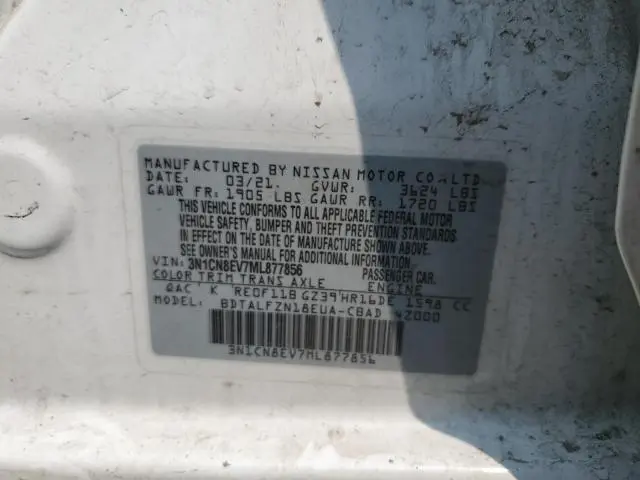 MANUFACTURED BY NISSAN MOTOR CO.,LTD.
DATE: 03/21. GVWR: 3624 LBS
GAWR FR: 1905 LBS GAWR RR: 1720 LBS
THIS VEHICLE CONFORMS TO ALL APPLICABLE FEDERAL MOTOR
VEHICLE SAFETY, BUMPER AND THEFT PREVENTION STANDARDS
IN EFFECT ON THE DATE OF MANUFACTURE SHOWN ABOVE.
SEE OWNER'S MANUAL FOR ADDITIONAL INFORMATION
VIN: 3N1CN8EV7ML877856 PASSENGER CAR.
COLOR TRIM TRANS AXLE ENGINE
QAC K RE0F11B GZ39 HR16DE 1598 CC
MODEL: BDTALFZN18EUA-CBAD
3N1CN8EV7ML877856